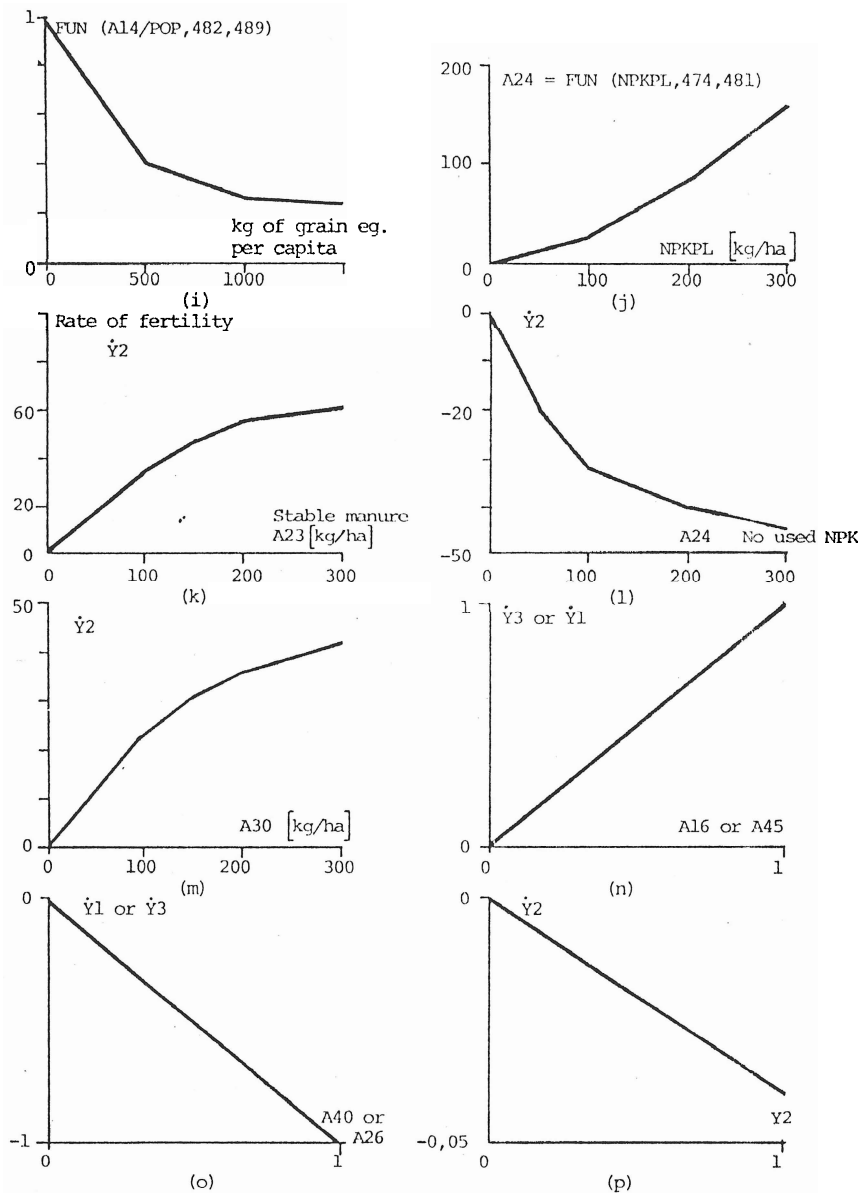 1
FUN (A14/POP,482,489)
kg of grain eg.
per capita
0
0 500 1000
(i)
200
A24 = FUN (NPKPL,474,481)
100
NPKPL [kg/ha]
0
0 100 200 300
(j)
Rate of fertility
Ẏ2
60
20
Stable manure
A23 [kg/ha]
0
0 100 200 300
(k)
0
Ẏ2
-20
A24 No used NPK
-50
0 100 200 300
(l)
50
Ẏ2
A30 [kg/ha]
0
0 100 200 300
(m)
1
Ẏ3 or Ẏ1
A16 or A45
0
0 1
(n)
0
Ẏ1 or Ẏ3
A40 or
A26
-1
0 1
(o)
0
Ẏ2
Y2
-0,05
0 1
(p)